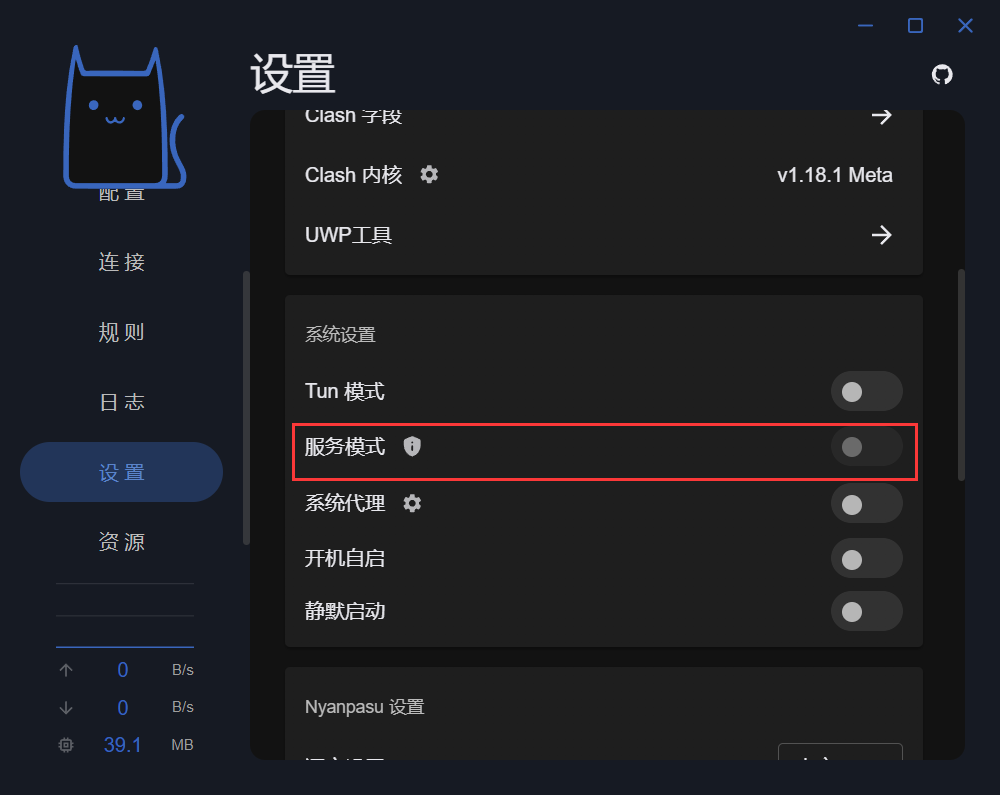 设置
Clash 字段
Clash 内核 v1.18.1 Meta
UWP工具
系统设置
Tun 模式
服务模式
系统代理
开机自启
静默启动
Nyanpasu 设置
配置
连接
规则
日志
设置
资源
0 B/s
0 B/s
39.1 MB